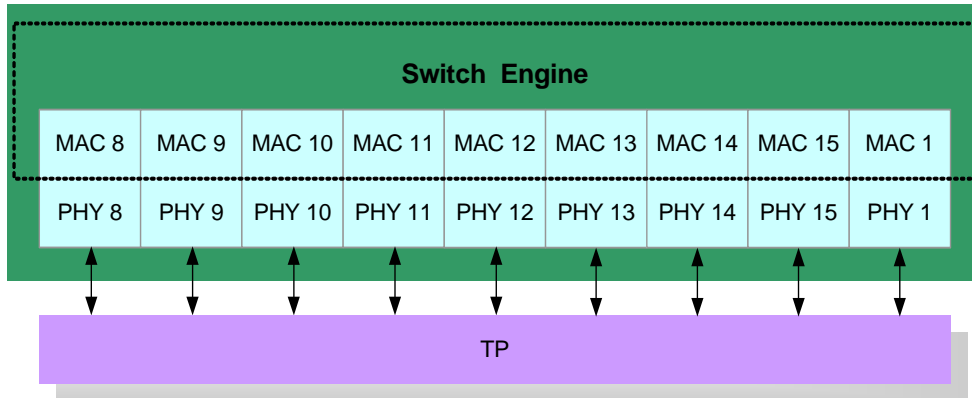 Switch Engine
MAC 8 MAC 9 MAC 10 MAC 11 MAC 12 MAC 13 MAC 14 MAC 15 MAC 1
PHY 8 PHY 9 PHY 10 PHY 11 PHY 12 PHY 13 PHY 14 PHY 15 PHY 1
TP